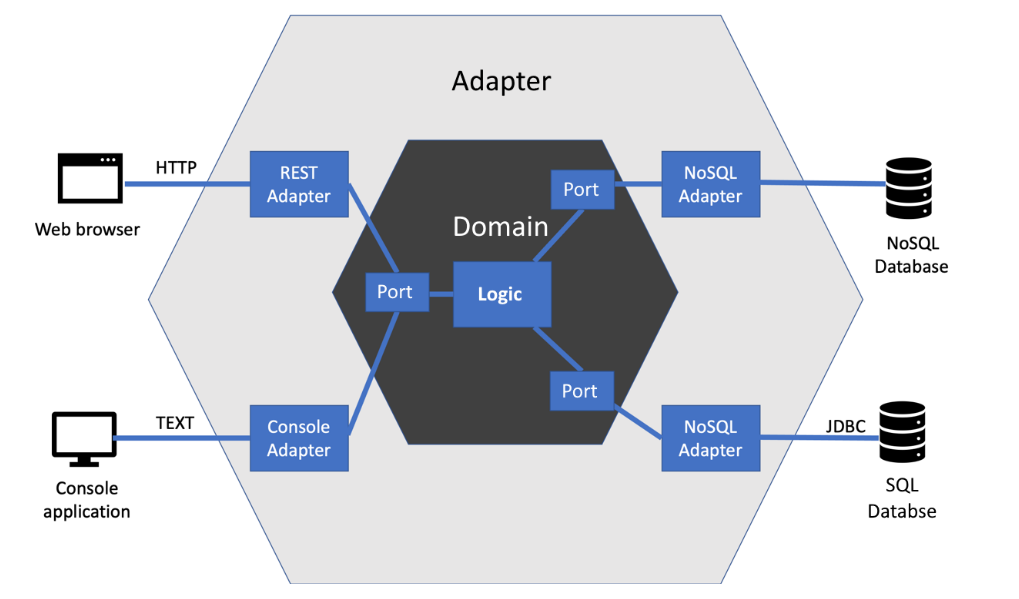 Adapter
HTTP
REST
Adapter
Port
NoSQL
Adapter
Web browser
Domain
NoSQL
Database
Port
Logic
Port
TEXT
Console
Adapter
NoSQL
Adapter
JDBC
Console
application
SQL
Databse